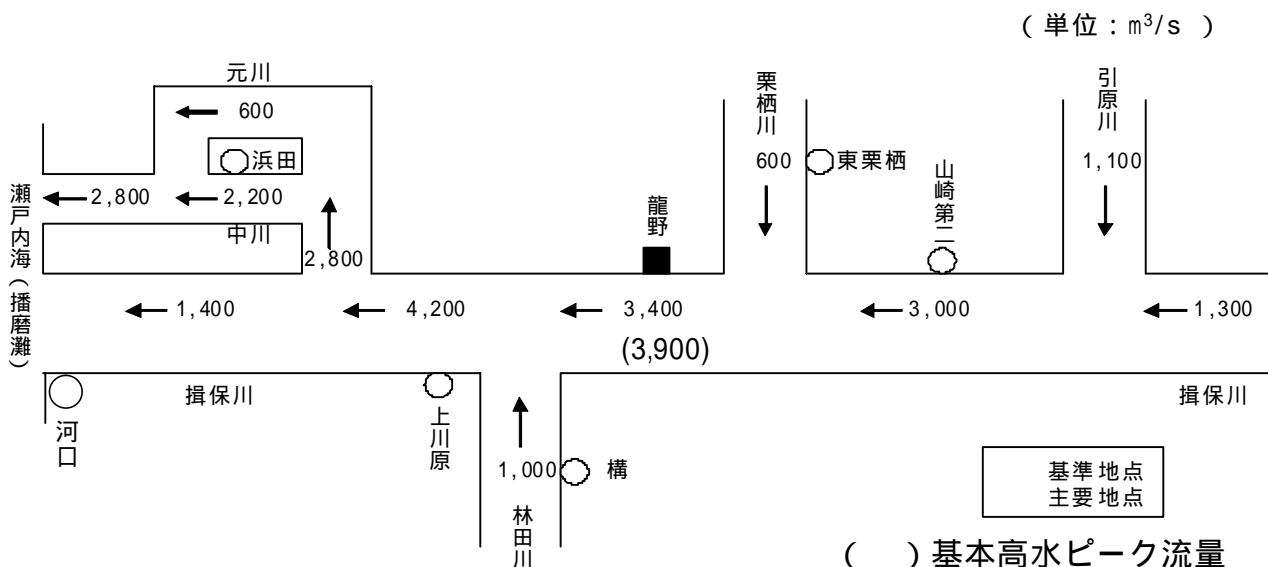 (単位：m³/s)
元川
600
浜田
2,800
2,200
中川
2,800
瀬戸内海(播磨灘)
栗栖川
600
東栗栖
引原川
1,100
山崎第二
龍野
1,400
4,200
3,400
(3,900)
3,000
1,300
揖保川
河口
上川原
1,000
構
林田川
揖保川
基準地点
主要地点
(　)基本高水ピーク流量